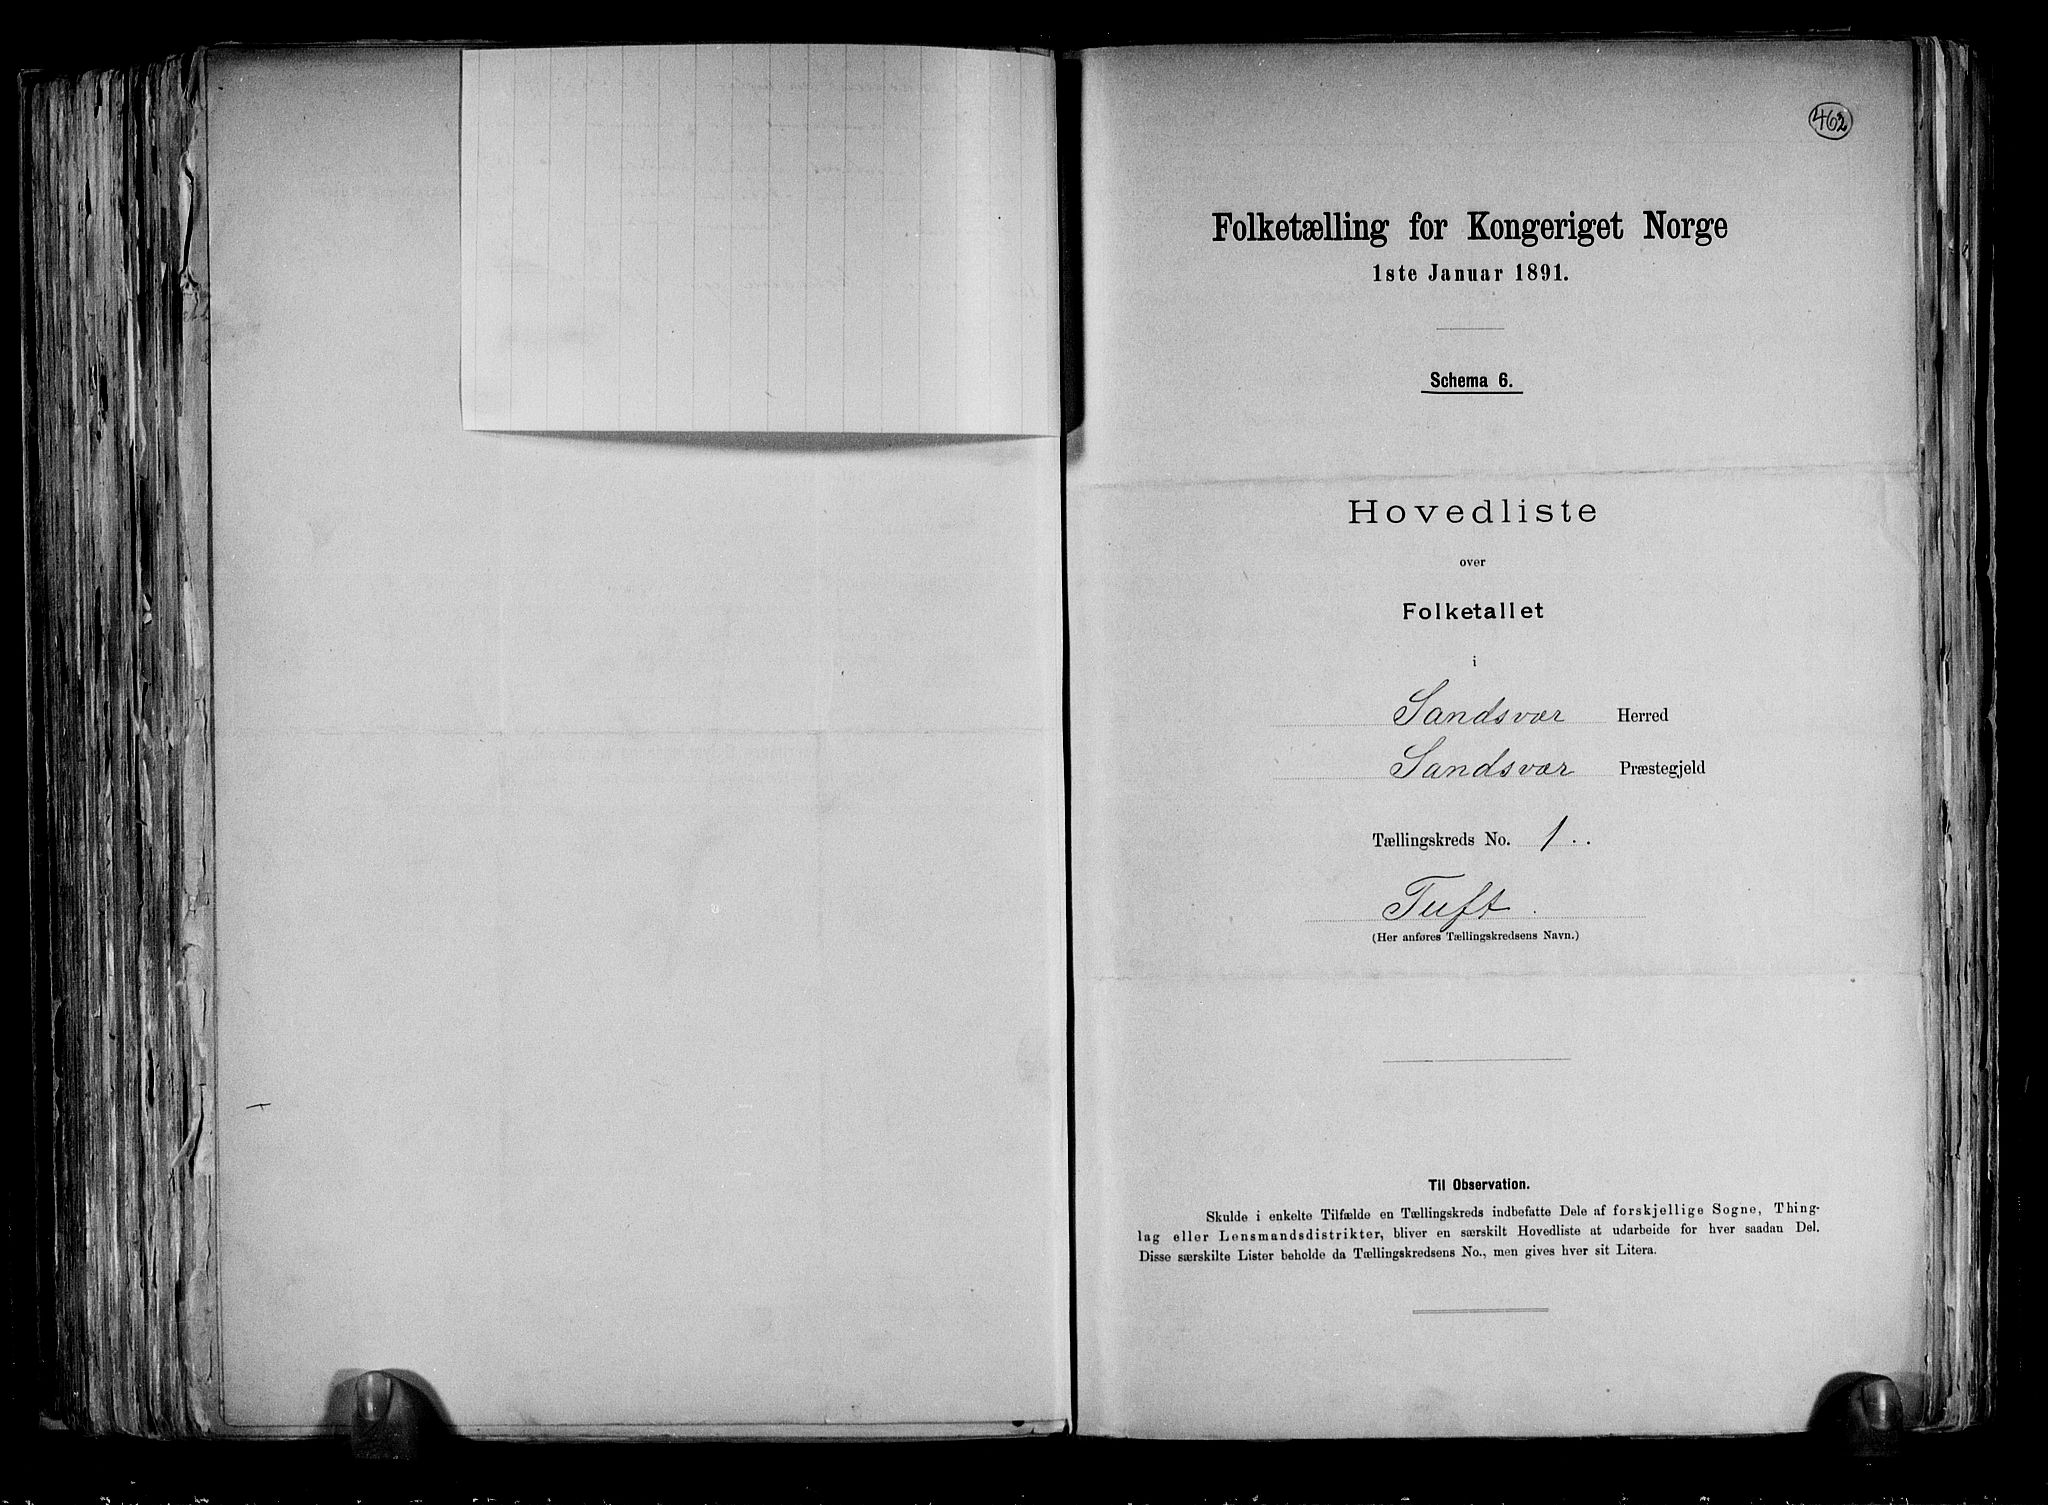 462
Folketælling for Kongeriget Norge
1ste Januar 1891.
Schema 6.
Hovedliste
over
Folketallet
i
Sandsvær Herred
Sandsvær Præstegjeld
Tællingskreds No. 1.
Tuft.
(Her anføres Tællingskredsens Navn.)
Til Observation.
Skulde i enkelte Tilfælde en Tællingskreds indbefatte Dele af forskjellige Sogne, Thing-
lag eller Lensmandsdistrikter, bliver en særskilt Hovedliste at udarbeide for hver saadan Del.
Disse særskilte Lister beholde da Tællingskredsens No., men gives hver sit Litera.